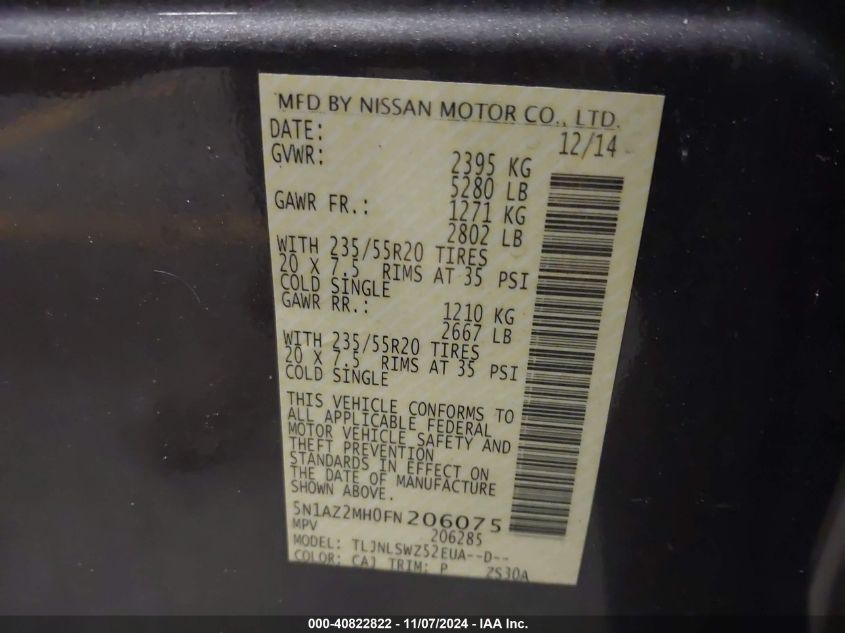 MFD BY NISSAN MOTOR CO., LTD.
DATE: 12/14
GVWR: 2395 KG
5280 LB
GAWR FR.: 1271 KG
2802 LB
WITH 235/55R20 TIRES
20 X 7.5 RIMS AT 35 PSI
COLD SINGLE
GAWR RR.: 1210 KG
2667 LB
WITH 235/55R20 TIRES
20 X 7.5 RIMS AT 35 PSI
COLD SINGLE
THIS VEHICLE CONFORMS TO
ALL APPLICABLE FEDERAL
MOTOR VEHICLE SAFETY AND
THEFT PREVENTION
STANDARDS IN EFFECT ON
THE DATE OF MANUFACTURE
SHOWN ABOVE.
5N1AZ2MH0FN206075
MPV 206285
MODEL: TLJNLSWZ52EUA--D--
COLOR: CAJ TRIM: P ZS30A
000-40822822 - 11/07/2024 - IAA Inc.